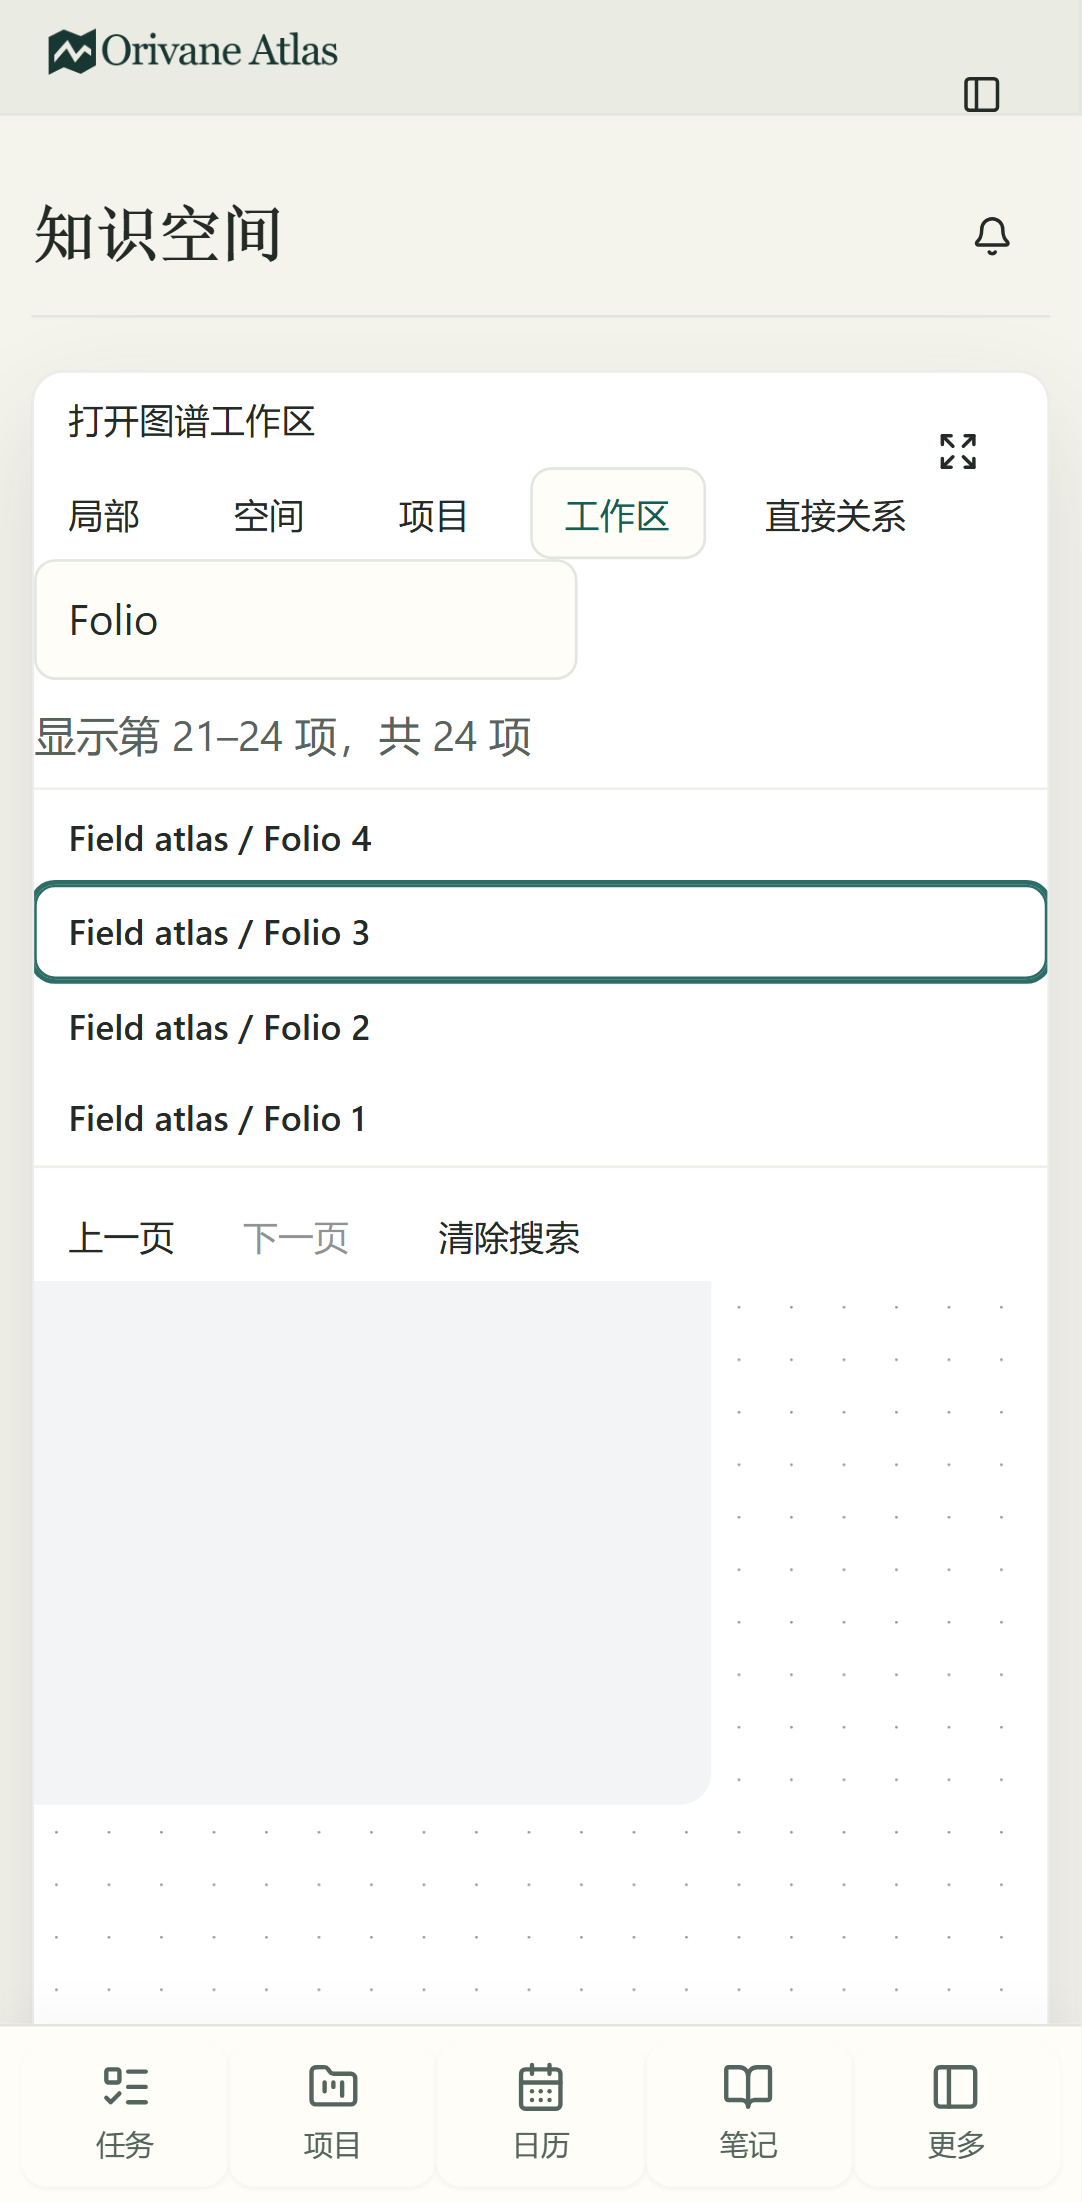 Orivane Atlas
知识空间
打开图谱工作区
局部 空间 项目 工作区 直接关系
Folio
显示第 21–24 项，共 24 项
Field atlas / Folio 4
Field atlas / Folio 3
Field atlas / Folio 2
Field atlas / Folio 1
上一页 下一页 清除搜索
任务 项目 日历 笔记 更多